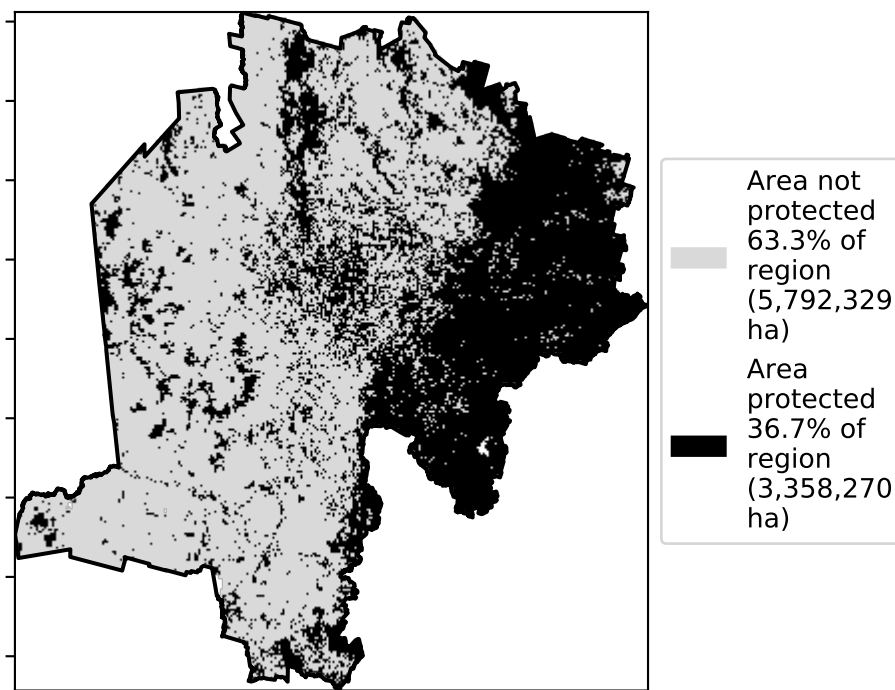 Area not
protected
63.3% of
region
(5,792,329
ha)
Area
protected
36.7% of
region
(3,358,270
ha)